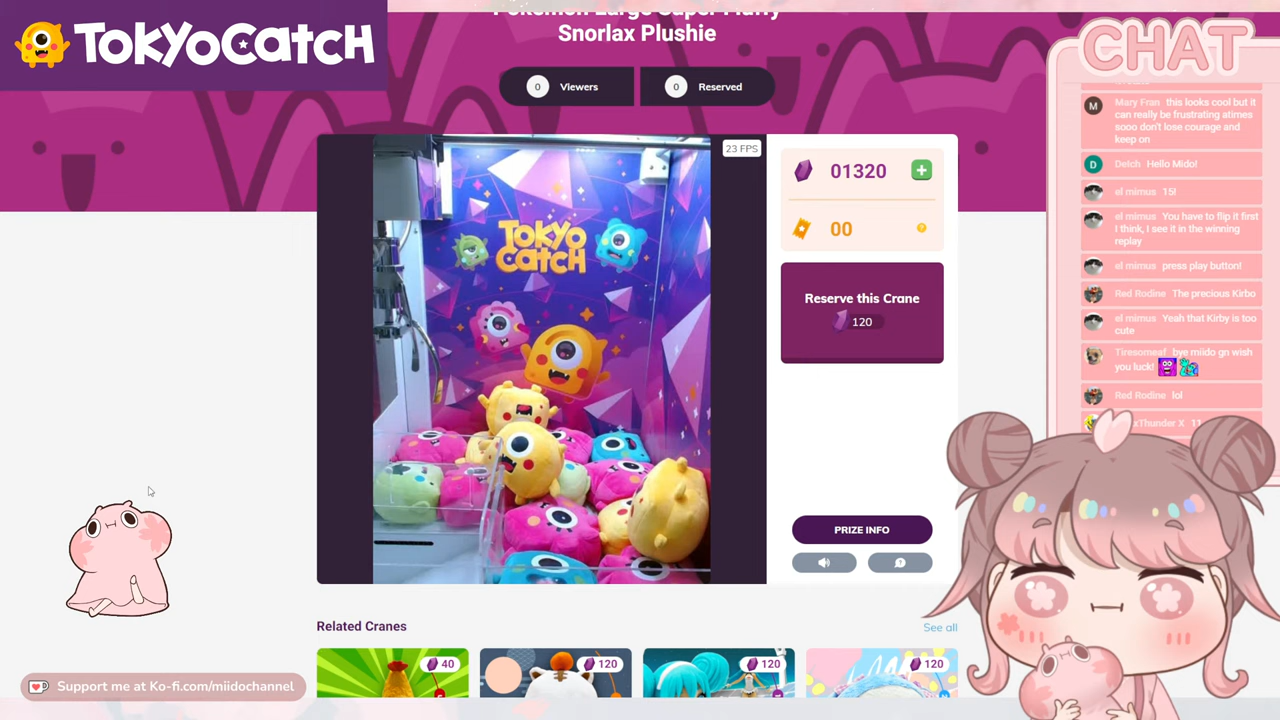 TOKYOCATCH
Snorlax Plushie
0 Viewers
0 Reserved
23 FPS
TOKYO
CATCH
01320
00
Reserve this Crane
120
PRIZE INFO
Related Cranes
See all
40
120
120
120
Support me at Ko-fi.com/miidochannel
CHAT
M Mary Fran this looks cool but it
can really be frustrating atimes
sooo don't lose courage and
keep on
D Detch Hello Mido!
el mimus 15!
el mimus You have to flip it first
I think, I see it in the winning
replay
el mimus press play button!
Red Rodine The precious Kirbo
el mimus Yeah that Kirby is too
cute
Tiresomeaf bye miido gn wish
you luck!
Red Rodine lol
xThunder X 11